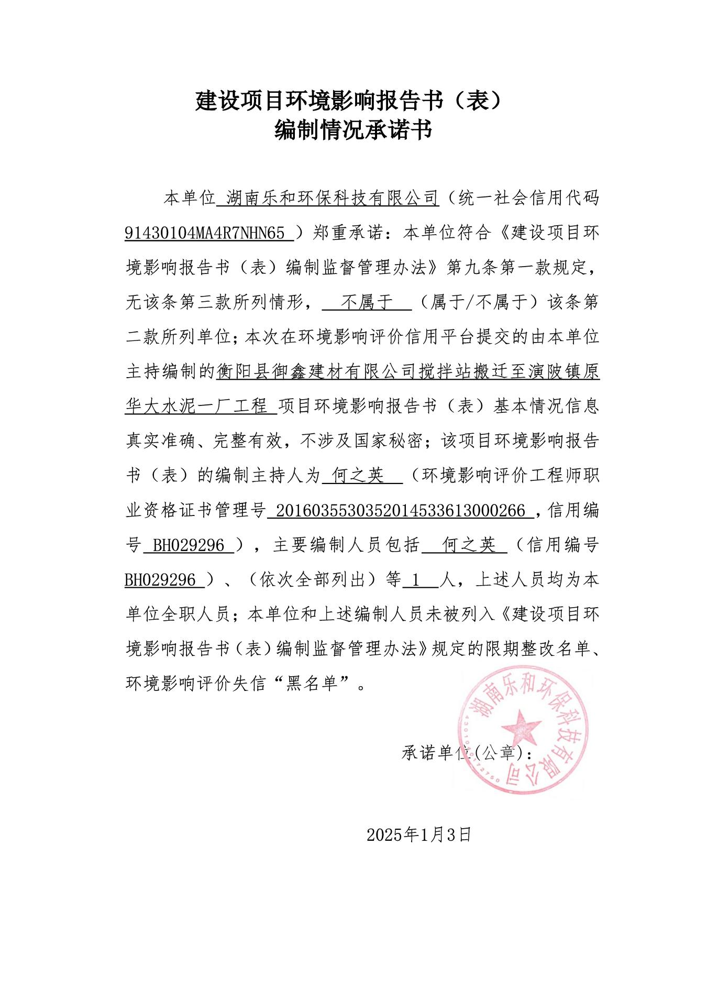 建设项目环境影响报告书（表）
编制情况承诺书
本单位 湖南乐和环保科技有限公司（统一社会信用代码
91430104MA4R7NHN65 ）郑重承诺：本单位符合《建设项目环
境影响报告书（表）编制监督管理办法》第九条第一款规定，
无该条第三款所列情形， 不属于 （属于/不属于）该条第
二款所列单位；本次在环境影响评价信用平台提交的由本单位
主持编制的衡阳县御鑫建材有限公司搅拌站搬迁至演陂镇原
华大水泥一厂工程 项目环境影响报告书（表）基本情况信息
真实准确、完整有效，不涉及国家秘密；该项目环境影响报告
书（表）的编制主持人为 何之英 （环境影响评价工程师职
业资格证书管理号 2016035530352014533613000266 ，信用编
号 BH029296 ），主要编制人员包括 何之英 （信用编号
BH029296 ）、（依次全部列出）等 1 人，上述人员均为本
单位全职人员；本单位和上述编制人员未被列入《建设项目环
境影响报告书（表）编制监督管理办法》规定的限期整改名单、
环境影响评价失信“黑名单”。
湖南乐和环保科技有限公司
承诺单位(公章)：
2025年1月3日